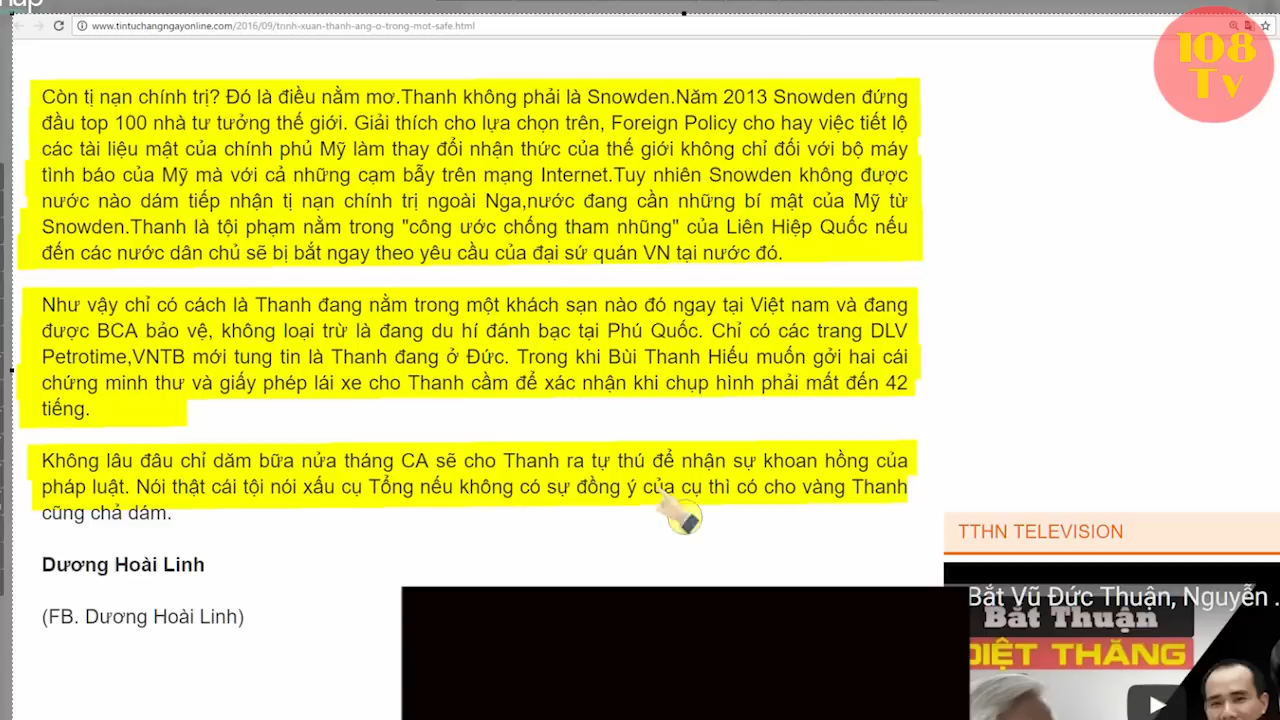 www.tintuchangngayonline.com/2016/09/trinh-xuan-thanh-ang-o-trong-mot-safe.html
108
Tv
Còn tị nạn chính trị? Đó là điều nằm mơ.Thanh không phải là Snowden.Năm 2013 Snowden đứng
đầu top 100 nhà tư tưởng thế giới. Giải thích cho lựa chọn trên, Foreign Policy cho hay việc tiết lộ
các tài liệu mật của chính phủ Mỹ làm thay đổi nhận thức của thế giới không chỉ đối với bộ máy
tình báo của Mỹ mà với cả những cạm bẫy trên mạng Internet.Tuy nhiên Snowden không được
nước nào dám tiếp nhận tị nạn chính trị ngoài Nga,nước đang cần những bí mật của Mỹ từ
Snowden.Thanh là tội phạm nằm trong "công ước chống tham nhũng" của Liên Hiệp Quốc nếu
đến các nước dân chủ sẽ bị bắt ngay theo yêu cầu của đại sứ quán VN tại nước đó.
Như vậy chỉ có cách là Thanh đang nằm trong một khách sạn nào đó ngay tại Việt nam và đang
được BCA bảo vệ, không loại trừ là đang du hí đánh bạc tại Phú Quốc. Chỉ có các trang DLV
Petrotime,VNTB mới tung tin là Thanh đang ở Đức. Trong khi Bùi Thanh Hiếu muốn gởi hai cái
chứng minh thư và giấy phép lái xe cho Thanh cầm để xác nhận khi chụp hình phải mất đến 42
tiếng.
Không lâu đâu chỉ dăm bữa nửa tháng CA sẽ cho Thanh ra tự thú để nhận sự khoan hồng của
pháp luật. Nói thật cái tội nói xấu cụ Tổng nếu không có sự đồng ý của cụ thì có cho vàng Thanh
cũng chả dám.
Dương Hoài Linh
(FB. Dương Hoài Linh)
TTHN TELEVISION
Bắt Vũ Đức Thuận, Nguyễn .
Bắt Thuận
DIỆT THĂNG